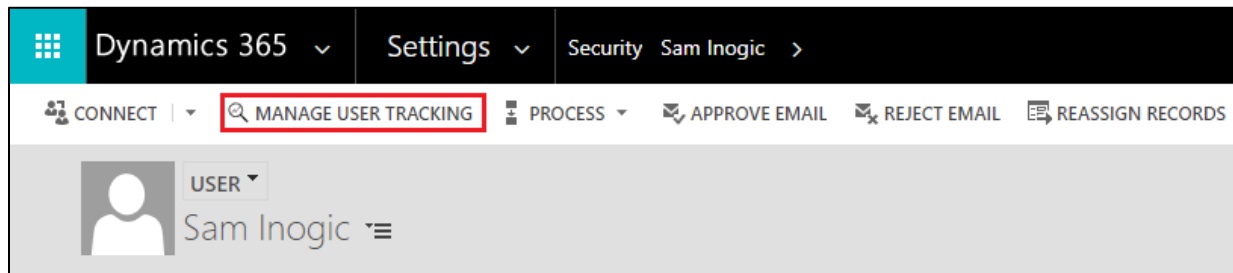 Dynamics 365 Settings Security Sam Inogic >
CONNECT MANAGE USER TRACKING PROCESS APPROVE EMAIL REJECT EMAIL REASSIGN RECORDS
USER
Sam Inogic